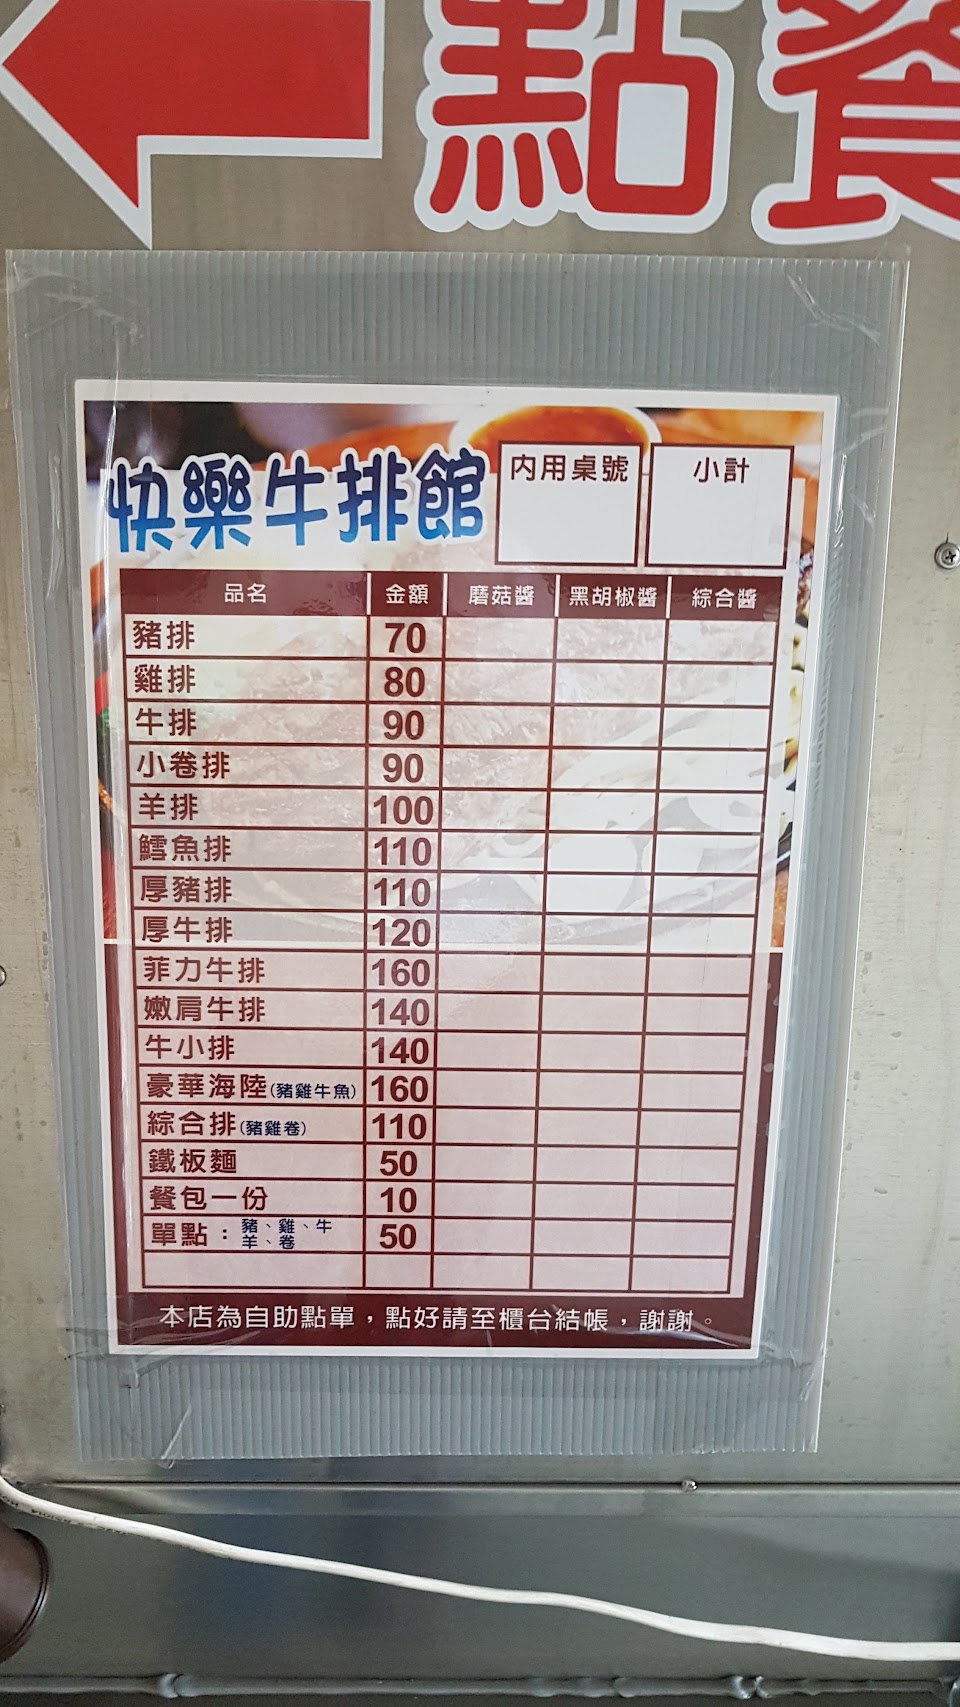 點餐
快樂牛排館 內用桌號 小計
品名 金額 磨菇醬 黑胡椒醬 綜合醬
豬排 70
雞排 80
牛排 90
小卷排 90
羊排 100
鱈魚排 110
厚豬排 110
厚牛排 120
菲力牛排 160
嫩肩牛排 140
牛小排 140
豪華海陸(豬雞牛魚) 160
綜合排(豬雞卷) 110
鐵板麵 50
餐包一份 10
單點：豬、雞、牛 50
羊、卷
本店為自助點單，點好請至櫃台結帳，謝謝。